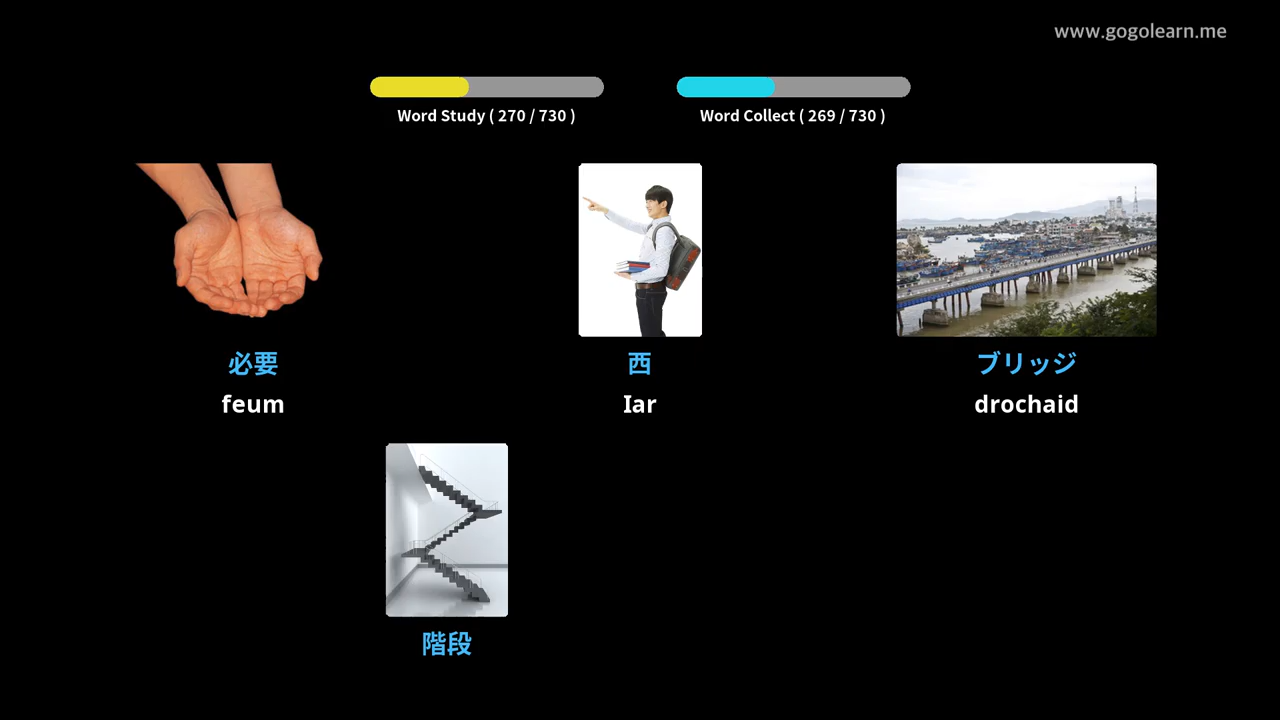 www.gogolearn.me
Word Study ( 270 / 730 )
Word Collect ( 269 / 730 )
必要
西
ブリッジ
feum
Iar
drochaid
階段